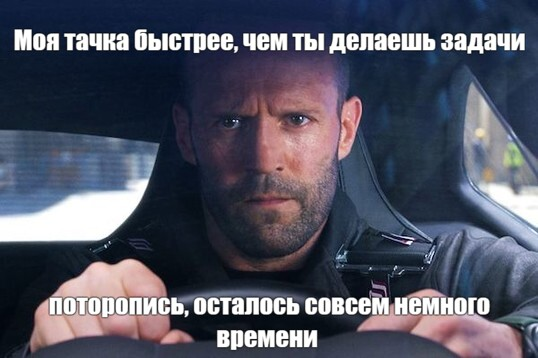 Моя тачка быстрее, чем ты делаешь задачи
поторопись, осталось совсем немного
времени